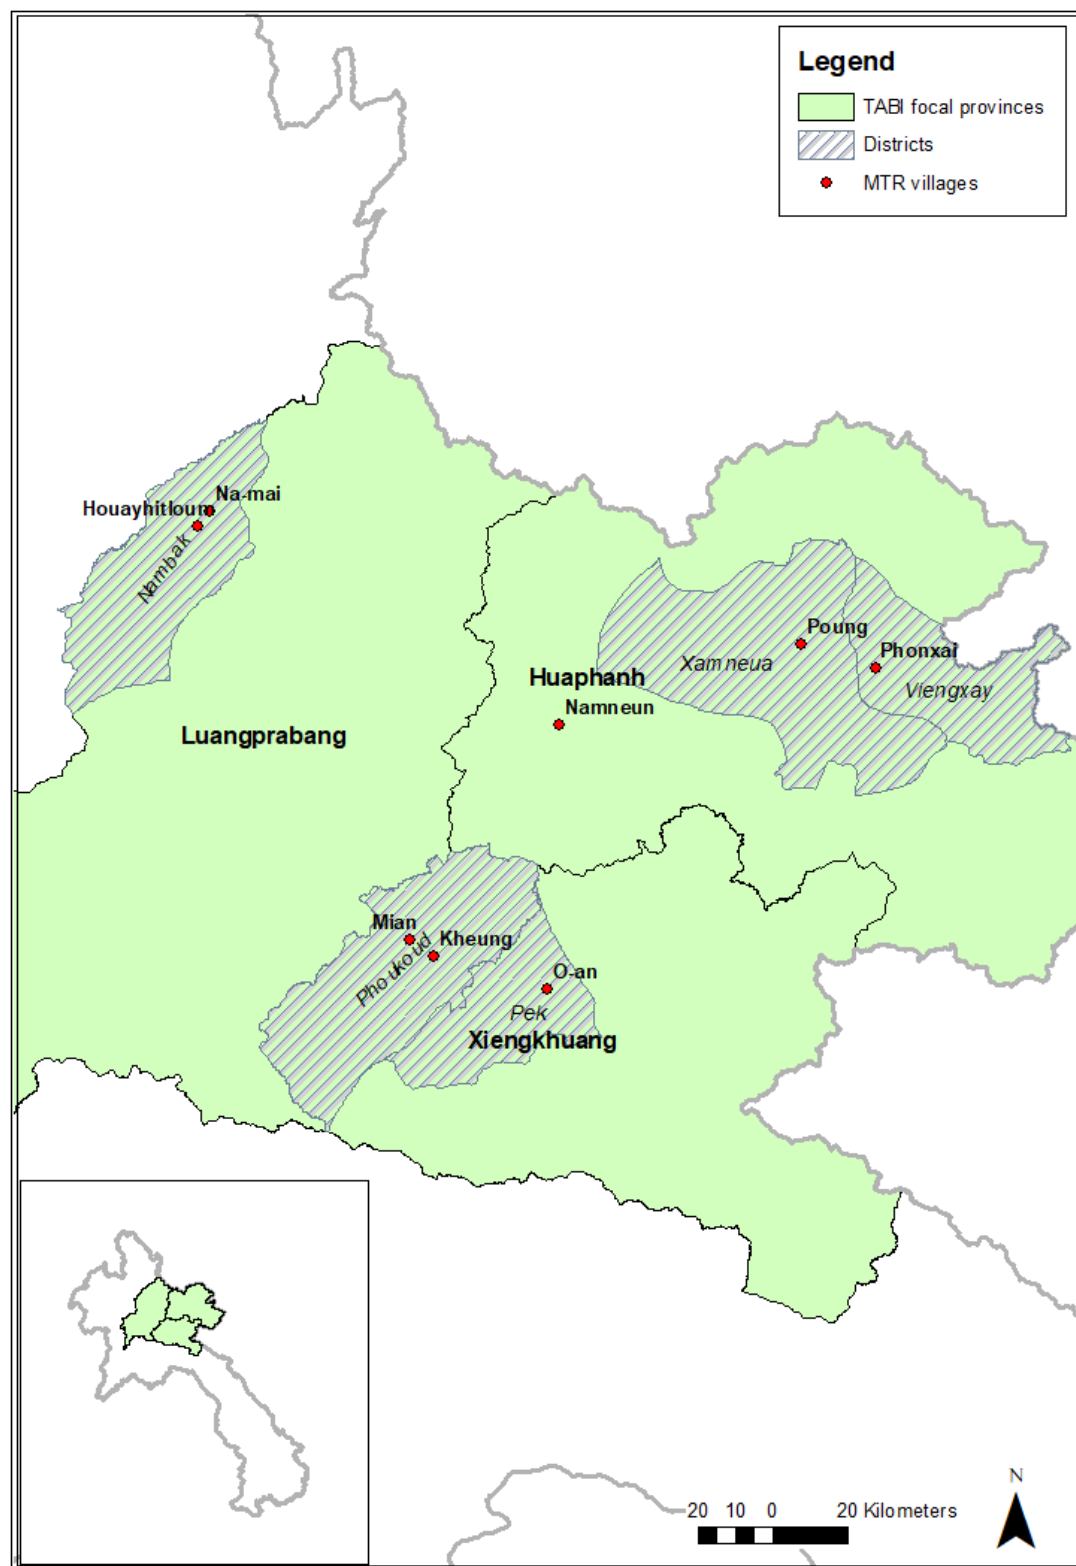 Legend
TABI focal provinces
Districts
MTR villages
Na-mai
Houayhitloum
Nambak
Poung
Phonxai
Xamneua
Viengxay
Huaphanh
Namneun
Luangprabang
Mian
Kheung
Phoukoud
O-an
Pek
Xiengkhuang
N
20 10 0 20 Kilometers